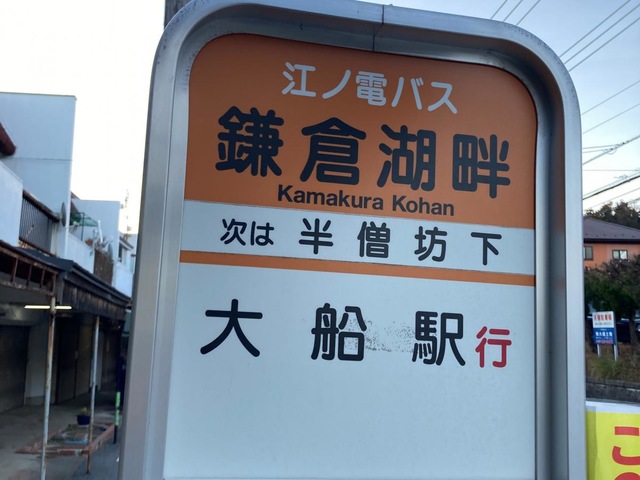 江ノ電バス
鎌倉湖畔
Kamakura Kohan
次は 半僧坊下
大船駅行
こ